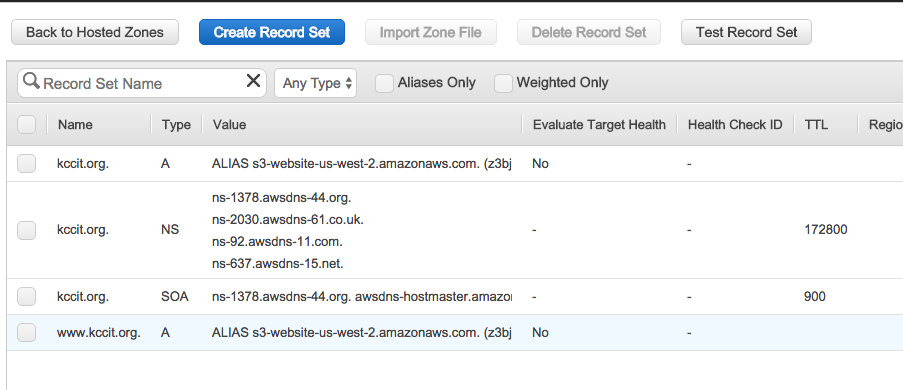 Back to Hosted Zones Create Record Set Import Zone File Delete Record Set Test Record Set
Record Set Name Any Type Aliases Only Weighted Only
Name Type Value Evaluate Target Health Health Check ID TTL Regio
kccit.org. A ALIAS s3-website-us-west-2.amazonaws.com. (z3bj No -
ns-1378.awsdns-44.org.
ns-2030.awsdns-61.co.uk.
kccit.org. NS - - 172800
ns-92.awsdns-11.com.
ns-637.awsdns-15.net.
kccit.org. SOA ns-1378.awsdns-44.org. awsdns-hostmaster.amazon - - 900
www.kccit.org. A ALIAS s3-website-us-west-2.amazonaws.com. (z3bj No -